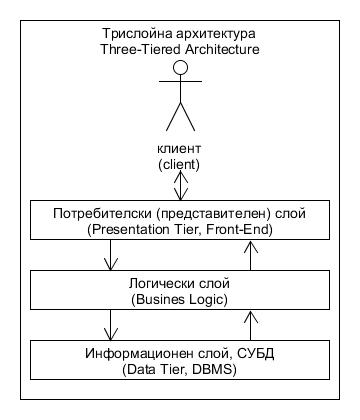 Трислойна архитектура
Three-Tiered Architecture
клиент
(client)
Потребителски (представителен) слой
(Presentation Tier, Front-End)
Логически слой
(Busines Logic)
Информационен слой, СУБД
(Data Tier, DBMS)